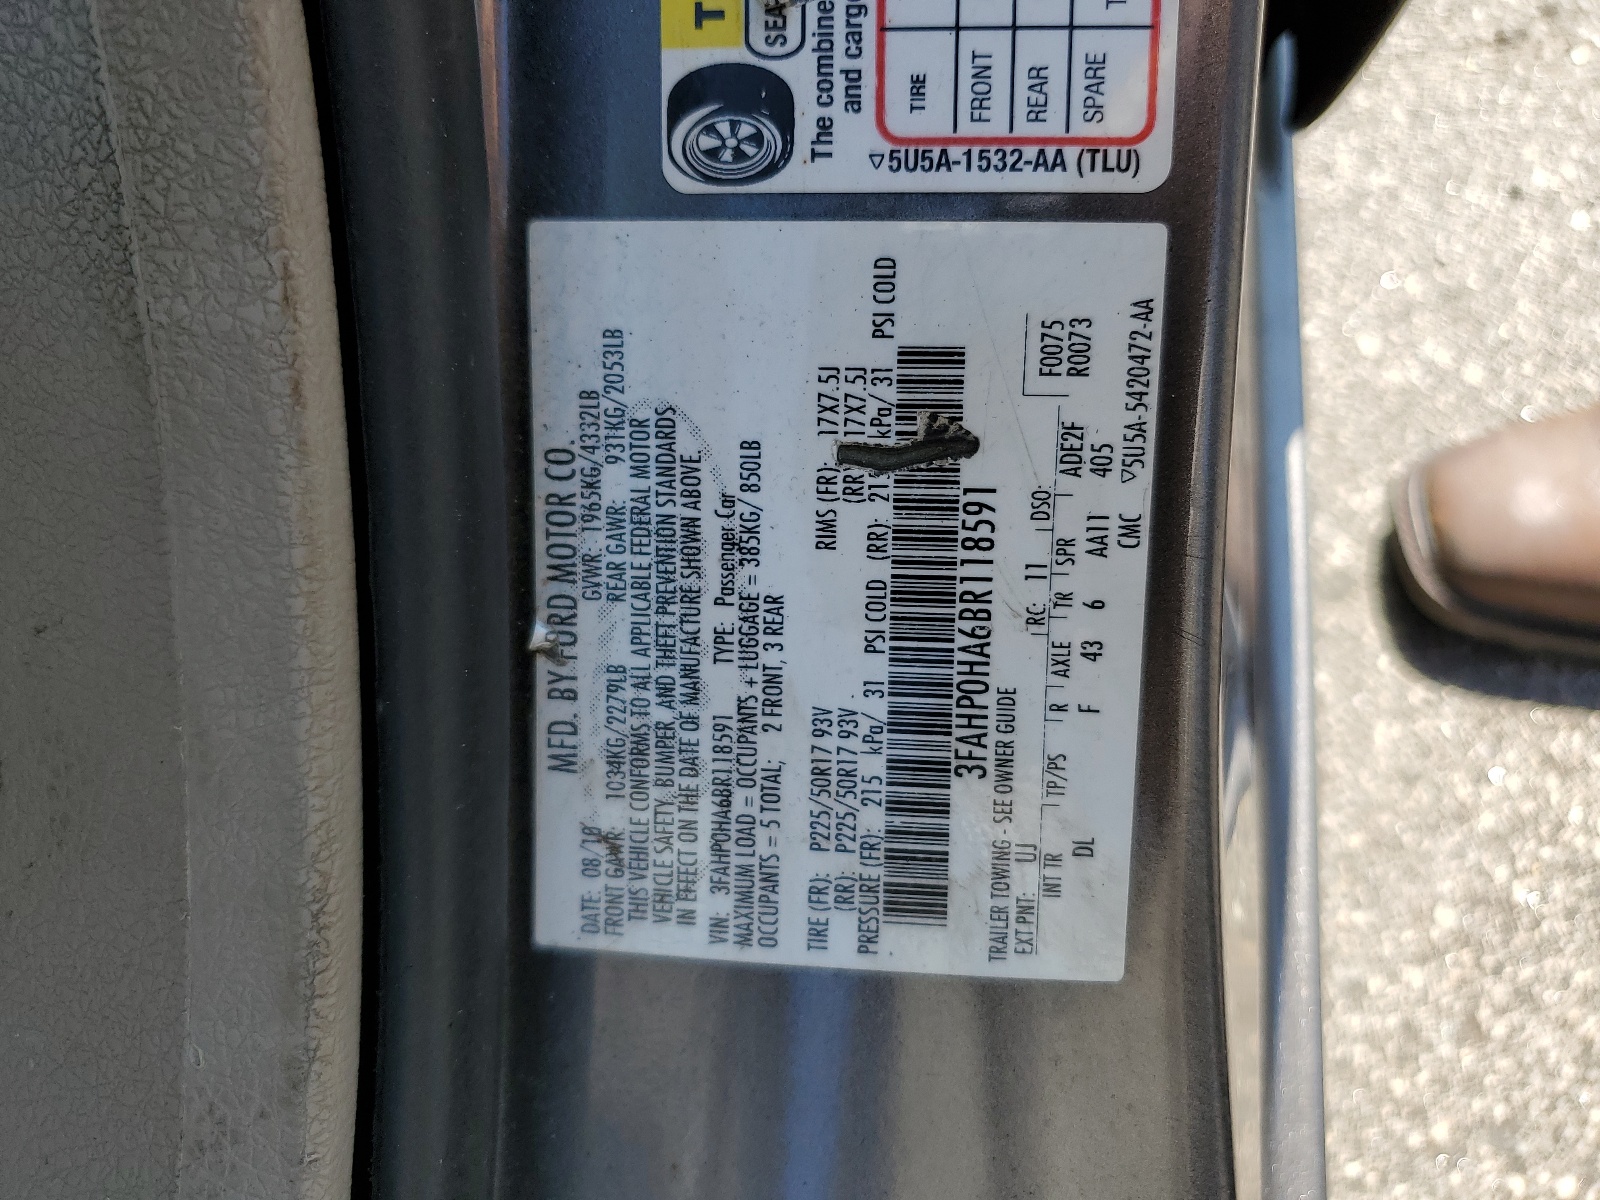 MFD. BY FORD MOTOR CO.
DATE: 08/10 GVWR: 1965KG/4332LB
FRONT GAWR: 1034KG/2279LB REAR GAWR: 931KG/2053LB
THIS VEHICLE CONFORMS TO ALL APPLICABLE FEDERAL MOTOR
VEHICLE SAFETY, BUMPER, AND THEFT PREVENTION STANDARDS
IN EFFECT ON THE DATE OF MANUFACTURE SHOWN ABOVE.
VIN: 3FAHP0HA6BR118591 TYPE: Passenger Car
MAXIMUM LOAD = OCCUPANTS + LUGGAGE = 385KG/ 850LB
OCCUPANTS = 5 TOTAL; 2 FRONT, 3 REAR
TIRE (FR): P225/50R17 93V RIMS (FR): 17X7.5J
(RR): P225/50R17 93V (RR): 17X7.5J
PRESSURE (FR): 215 kPa/ 31 PSI COLD (RR): 215 kPa/ 31 PSI COLD
3FAHP0HA6BR118591
TRAILER TOWING - SEE OWNER GUIDE
F0075
R0073
EXT PNT: UJ RC: 11 DSO:
INT TR TP/PS R AXLE TR SPR ADE2F
DL F 43 6 AA11 405
CMC ▽5U5A-5420472-AA
T
SEA
The combine
and cargo
TIRE
FRONT
REAR
SPARE T
▽5U5A-1532-AA (TLU)